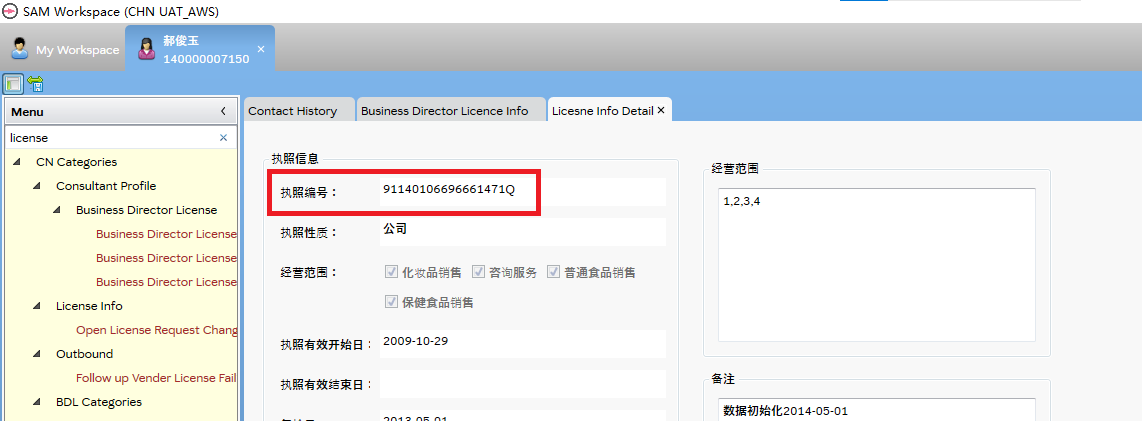 SAM Workspace (CHN UAT_AWS)
My Workspace
郝俊玉
140000007150
Menu
license
CN Categories
Consultant Profile
Business Director License
Business Director License
Business Director License
Business Director License
License Info
Open License Request Chang
Outbound
Follow up Vender License Fail
BDL Categories
Contact History
Business Director Licence Info
Licesne Info Detail
执照信息
执照编号：
91140106696661471Q
执照性质：
公司
经营范围：
化妆品销售
咨询服务
普通食品销售
保健食品销售
执照有效开始日：
2009-10-29
执照有效结束日：
2013-05-01
经营范围
1,2,3,4
备注
数据初始化2014-05-01